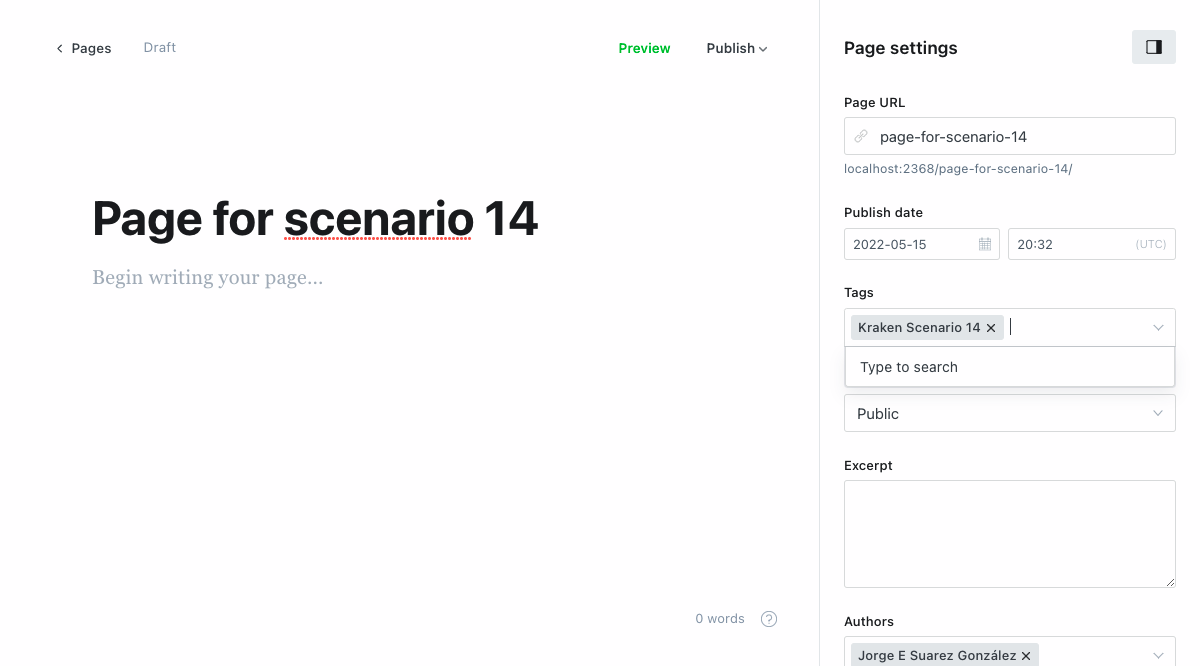 Pages
Draft
Preview
Publish
Page for scenario 14
Begin writing your page...
0 words
?
Page settings
Page URL
page-for-scenario-14
localhost:2368/page-for-scenario-14/
Publish date
2022-05-15
20:32
(UTC)
Tags
Kraken Scenario 14
Type to search
Public
Excerpt
Authors
Jorge E Suarez González